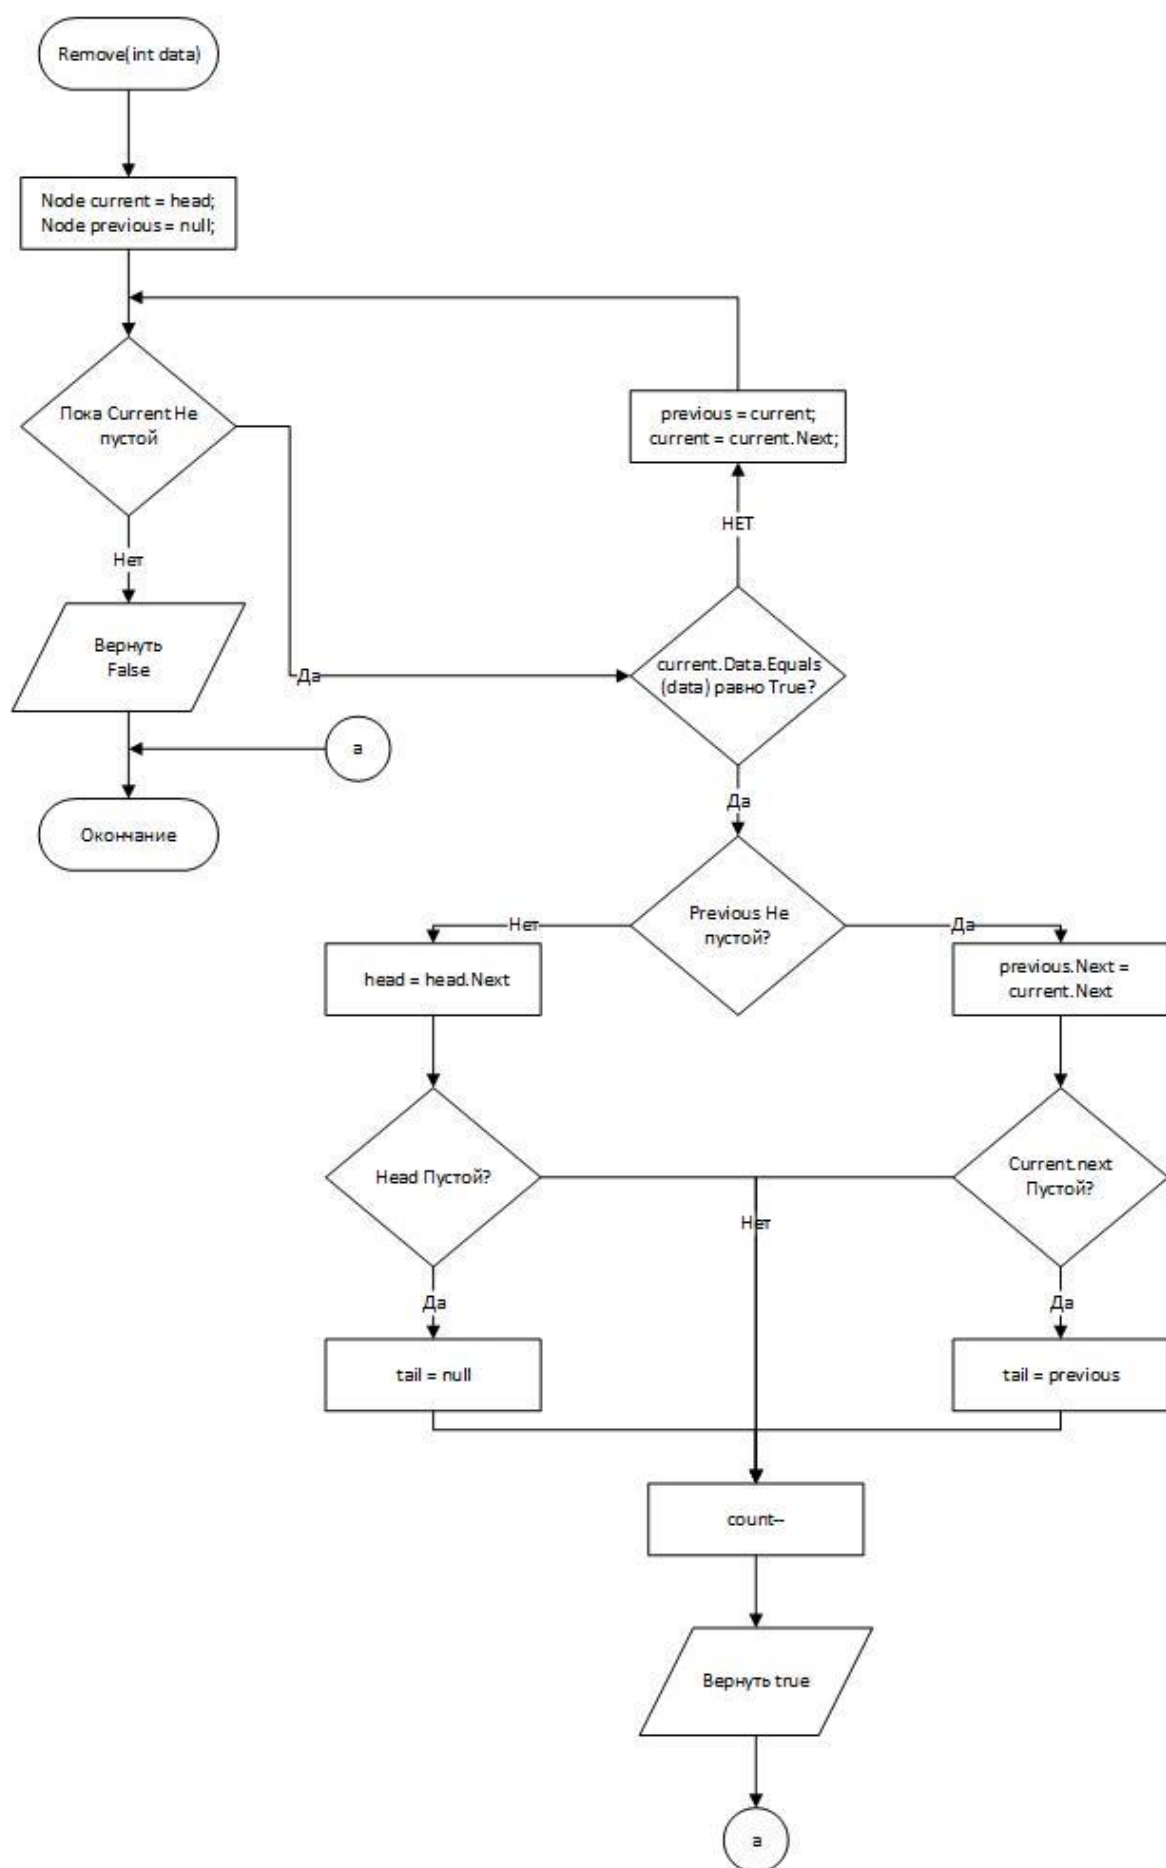 Remove(int data)
Node current = head;
Node previous = null;
Пока Current Не
пустой
previous = current;
current = current.Next;
НЕТ
Нет
Вернуть
False
Да
current.Data.Equals
(data) равно True?
а
Да
Окончание
Previous Не
пустой?
Нет
Да
head = head.Next
previous.Next =
current.Next
Head Пустой?
Current.next
Пустой?
Нет
Да
Да
tail = null
tail = previous
count--
Вернуть true
а